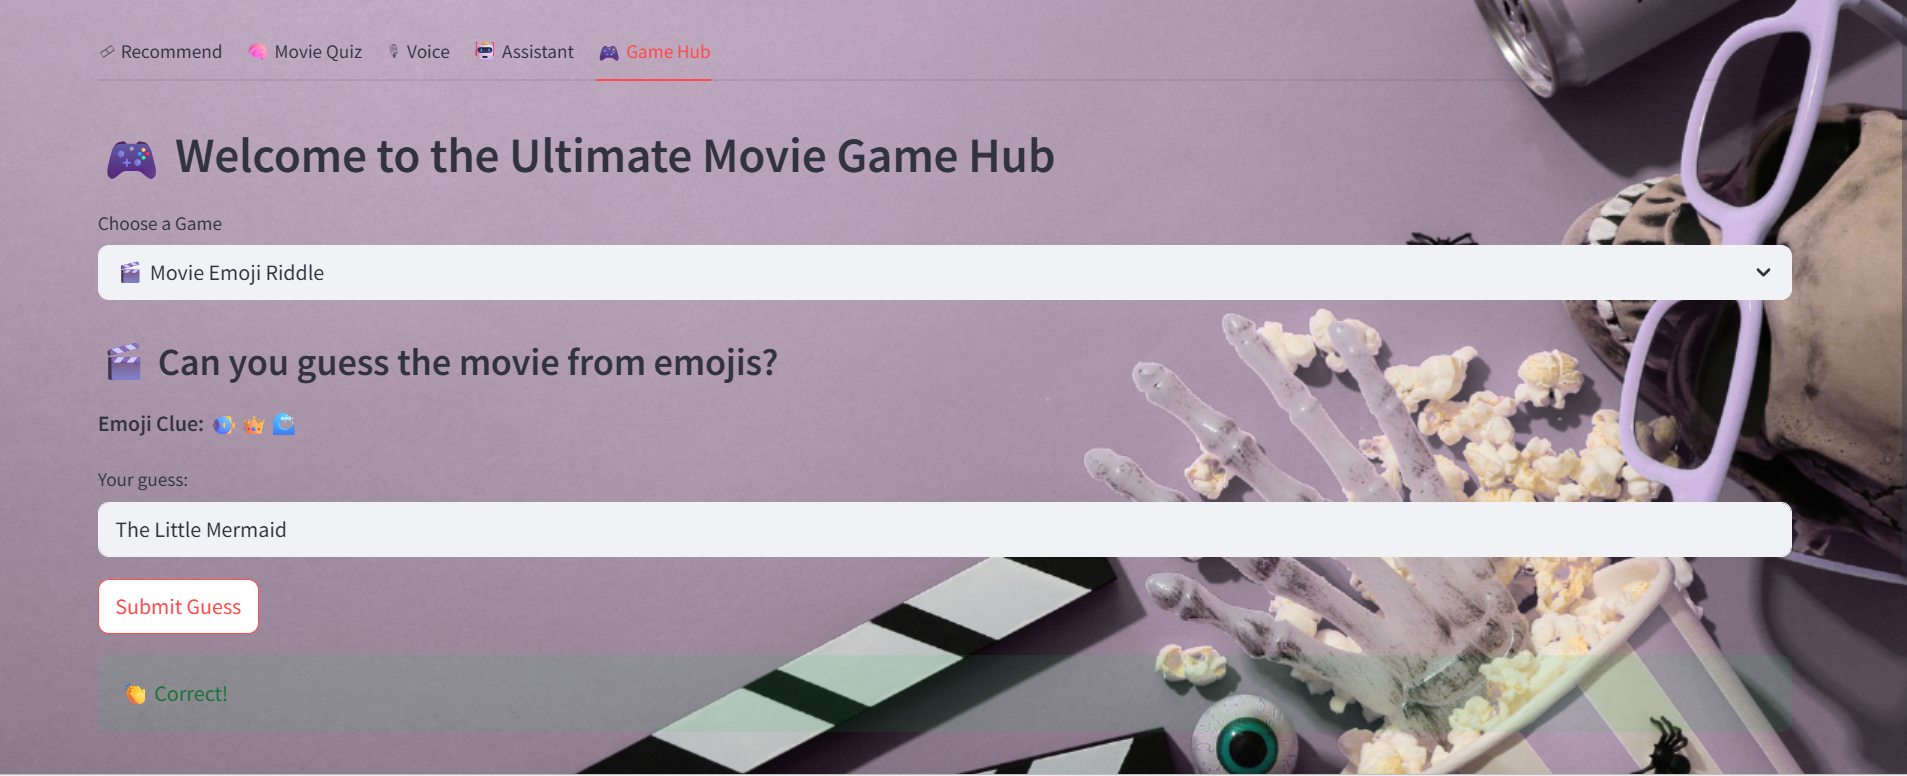 Recommend Movie Quiz Voice Assistant Game Hub
Welcome to the Ultimate Movie Game Hub
Choose a Game
Movie Emoji Riddle
Can you guess the movie from emojis?
Emoji Clue: 🐠 👑 🌊
Your guess:
The Little Mermaid
Submit Guess
👏 Correct!